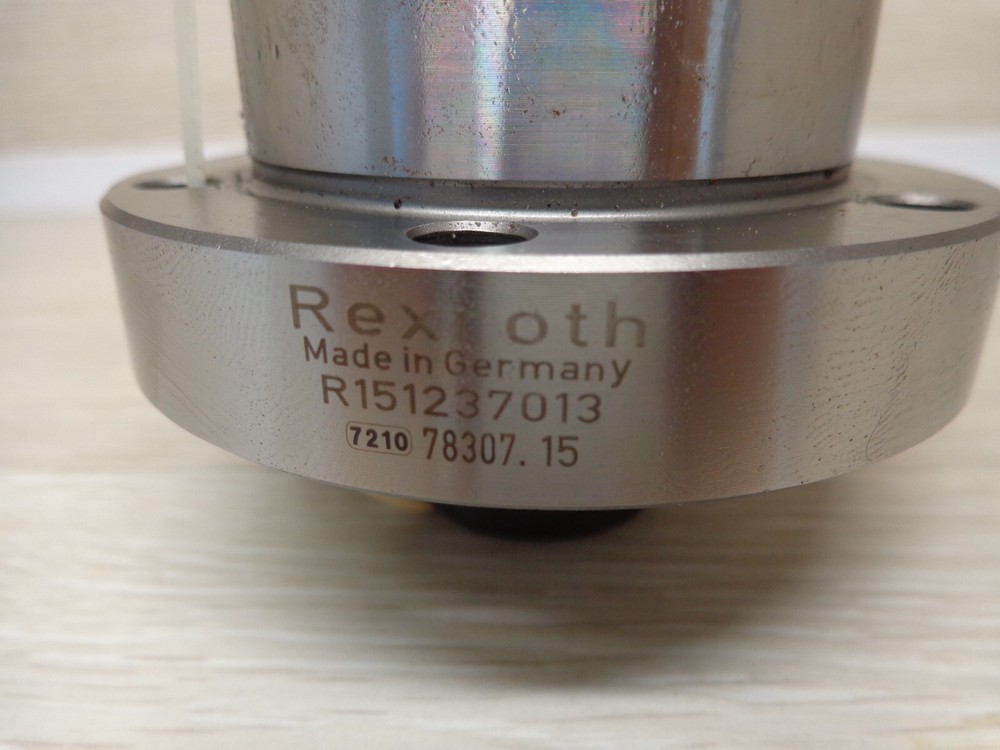 Rexroth
Made in Germany
R151237013
7210 78307.15